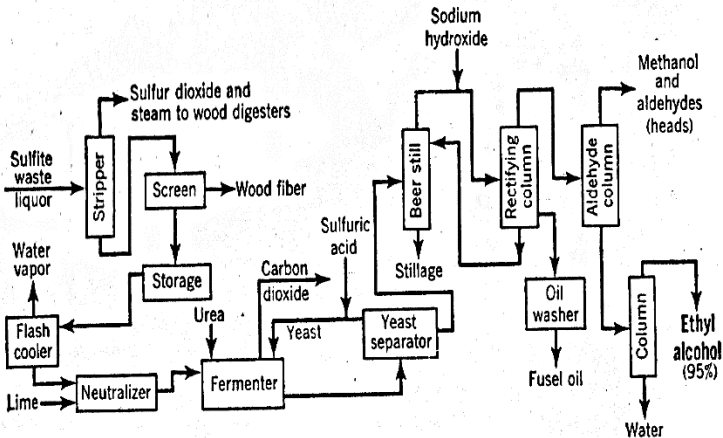 Sodium
hydroxide
Methanol
and
aldehydes
(heads)
Sulfur dioxide and
steam to wood digesters
Sulfite
waste
liquor
Stripper
Screen
Wood fiber
Beer still
Rectifying
column
Aldehyde
column
Water
vapor
Storage
Sulfuric
acid
Carbon
dioxide
Stillage
Urea
Flash
cooler
Yeast
Yeast
separator
Oil
washer
Column
Ethyl
alcohol
(95%)
Lime
Neutralizer
Fermenter
Fusel oil
Water